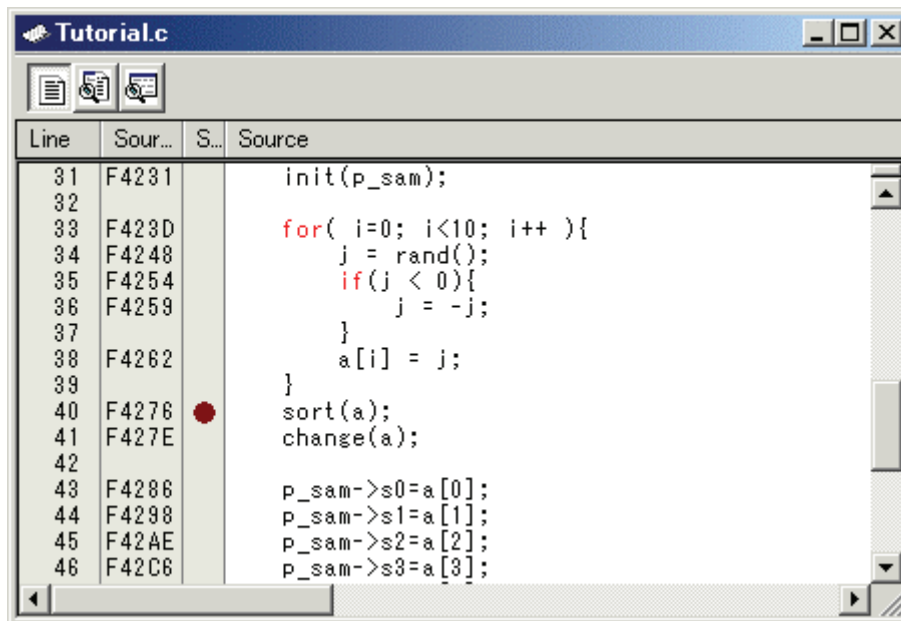 Tutorial.c
Line Sour... S... Source
31 F4231 init(p_sam);
32
33 F423D for( i=0; i<10; i++ ){
34 F4248 j = rand();
35 F4254 if(j < 0){
36 F4259 j = -j;
37 }
38 F4262 a[i] = j;
39 }
40 F4276 sort(a);
41 F427E change(a);
42
43 F4286 p_sam->s0=a[0];
44 F4298 p_sam->s1=a[1];
45 F42AE p_sam->s2=a[2];
46 F42C6 p_sam->s3=a[3];